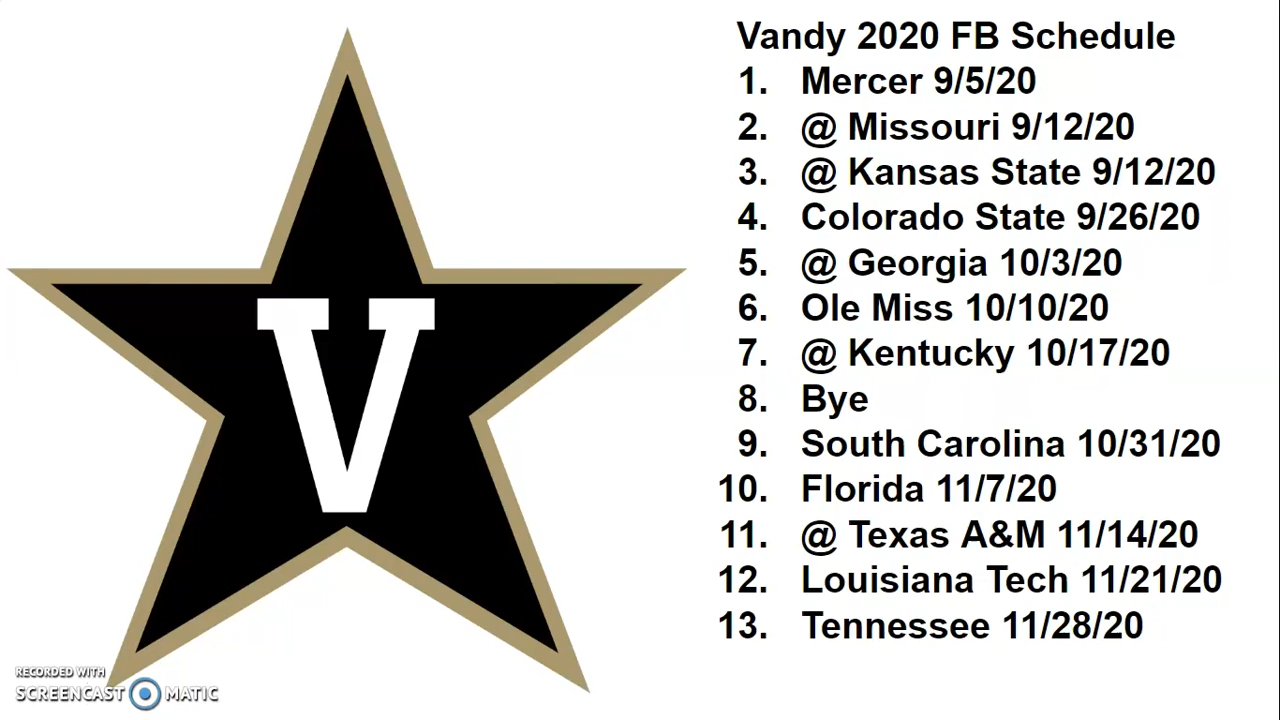 Vandy 2020 FB Schedule
1. Mercer 9/5/20
2. @ Missouri 9/12/20
3. @ Kansas State 9/12/20
4. Colorado State 9/26/20
5. @ Georgia 10/3/20
6. Ole Miss 10/10/20
7. @ Kentucky 10/17/20
8. Bye
9. South Carolina 10/31/20
10. Florida 11/7/20
11. @ Texas A&M 11/14/20
12. Louisiana Tech 11/21/20
13. Tennessee 11/28/20
V
RECORDED WITH
SCREENCAST MATIC